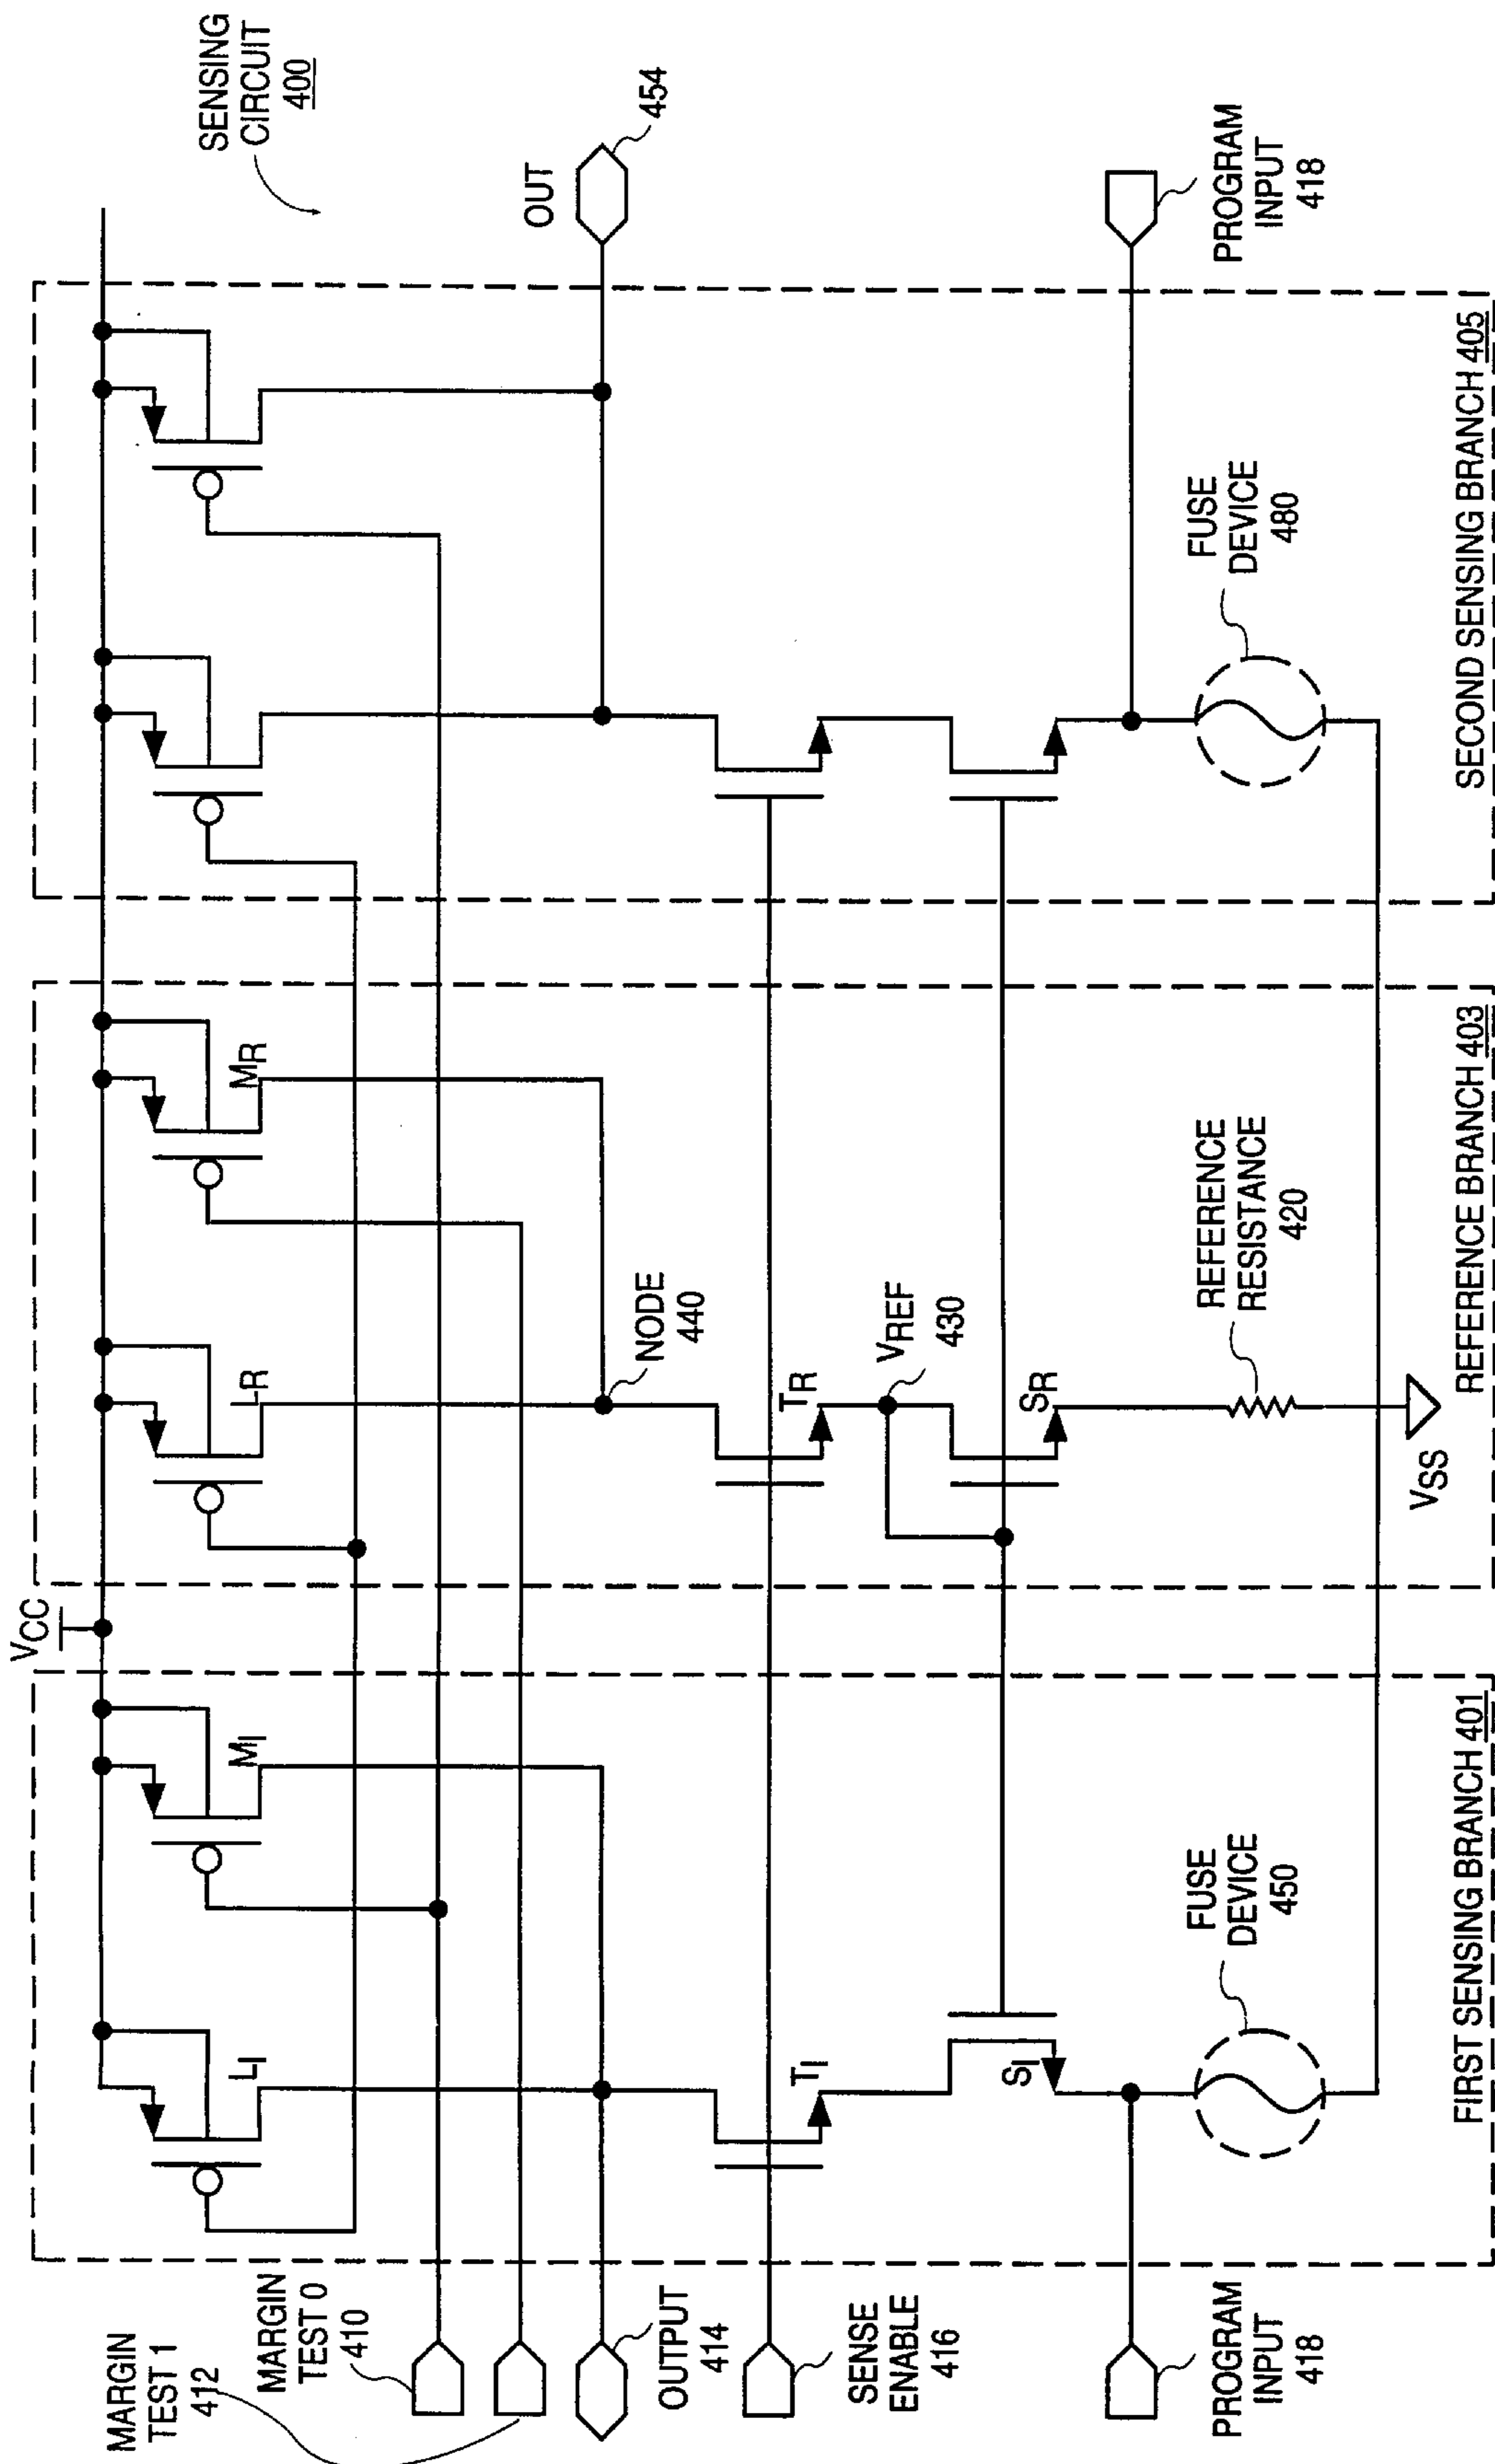 SENSING
CIRCUIT
400
VCC
LI
MI
LR
MR
MARGIN
TEST 1
412
MARGIN
TEST 0
410
OUTPUT
414
NODE
440
OUT
454
SENSE
ENABLE
416
TI
TR
VREF
430
SI
SR
PROGRAM
INPUT
418
FUSE
DEVICE
450
REFERENCE
RESISTANCE
420
FUSE
DEVICE
480
PROGRAM
INPUT
418
VSS
FIRST SENSING BRANCH 401
REFERENCE BRANCH 403
SECOND SENSING BRANCH 405